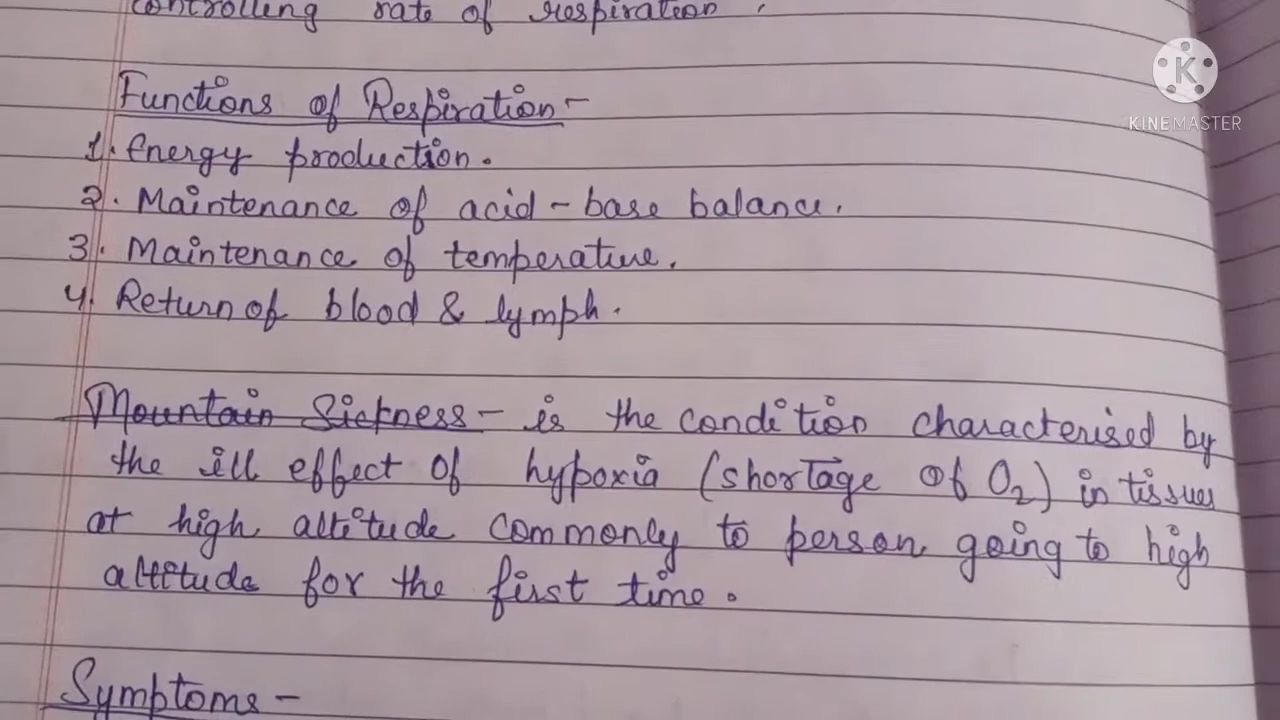 controlling rate of respiration.
K
KINEMASTER
Functions of Respiration -
1. Energy production.
2. Maintenance of acid - base balance.
3. Maintenance of temperature.
4. Return of blood & lymph.
Mountain Sickness - is the condition characterised by
the ill effect of hypoxia (shortage of O₂) in tissues
at high altitude commonly to person going to high
altitude for the first time.
Symptoms -